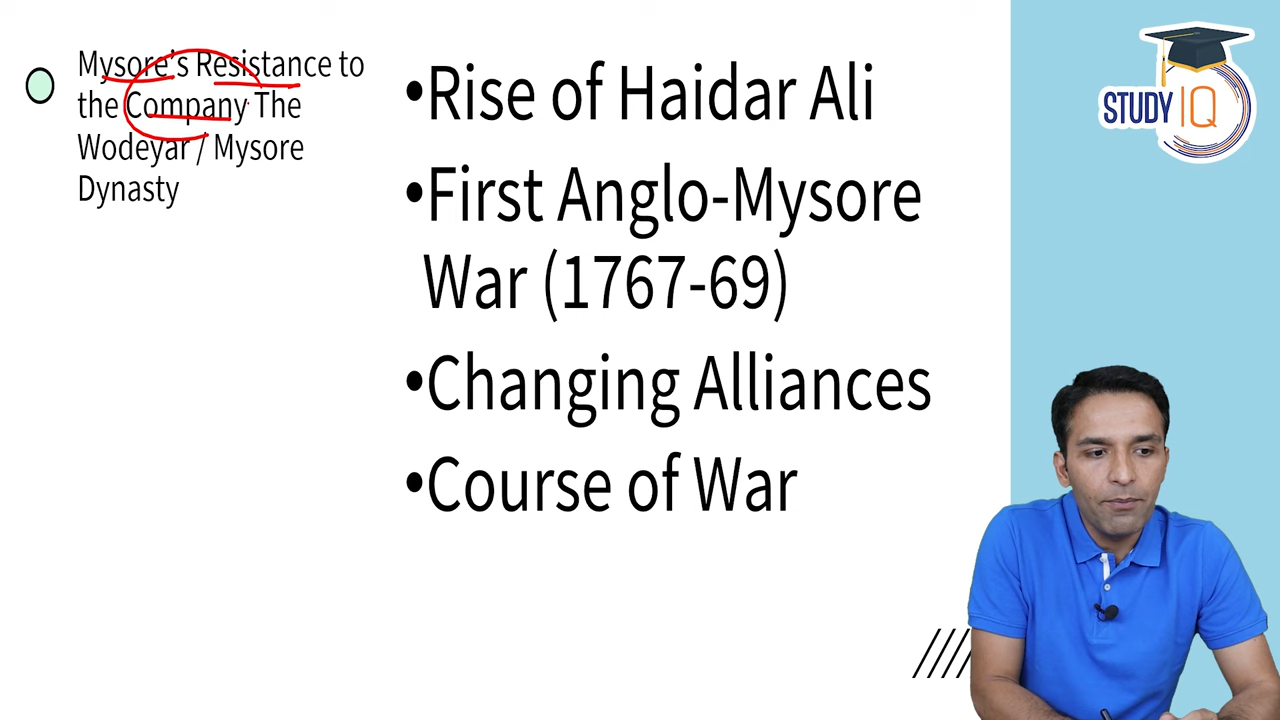 Mysore's Resistance to
the Company The
Wodeyar / Mysore
Dynasty
•Rise of Haidar Ali
•First Anglo-Mysore
War (1767-69)
•Changing Alliances
•Course of War
STUDY IQ